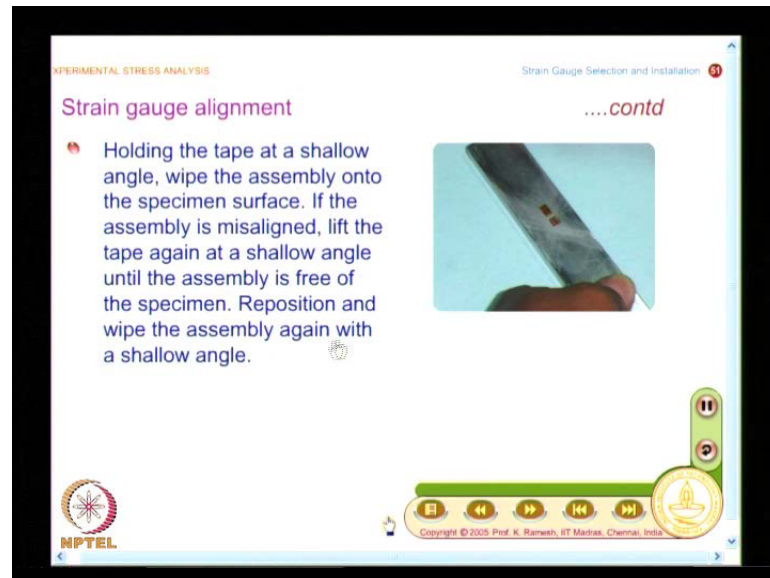 XPERIMENTAL STRESS ANALYSIS
Strain Gauge Selection and Installation 51
Strain gauge alignment ....contd
Holding the tape at a shallow
angle, wipe the assembly onto
the specimen surface. If the
assembly is misaligned, lift the
tape again at a shallow angle
until the assembly is free of
the specimen. Reposition and
wipe the assembly again with
a shallow angle.
NPTEL
Copyright © 2005 Prof. K. Ramesh, IIT Madras, Chennai, India